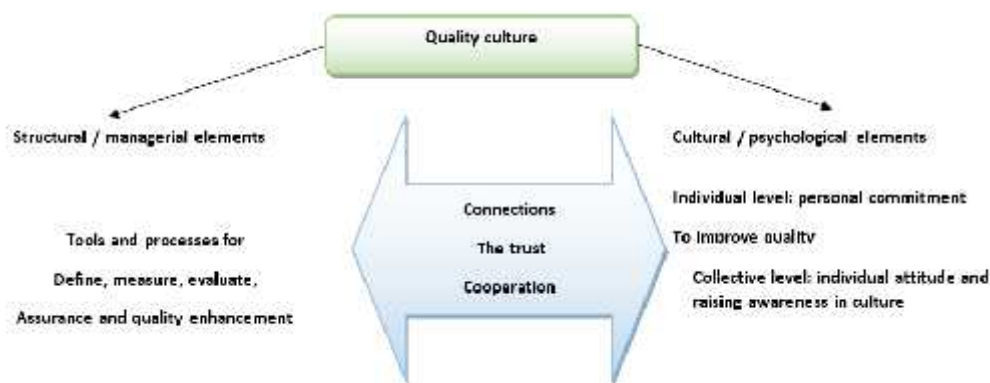 Quality culture
Structural / managerial elements
Cultural / psychological elements
Tools and processes for
Define, measure, evaluate,
Assurance and quality enhancement
Connections
The trust
Cooperation
Individual level: personal commitment
To improve quality
Collective level: individual attitude and
raising awareness in culture